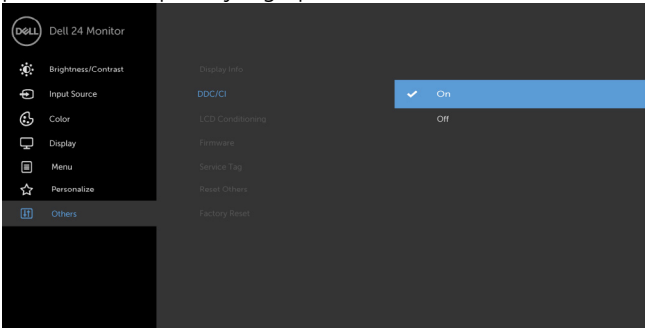 DELL Dell 24 Monitor
Brightness/Contrast Display Info
Input Source DDC/CI On
Color LCD Conditioning Off
Display Firmware
Menu Service Tag
Personalize Reset Others
Others Factory Reset